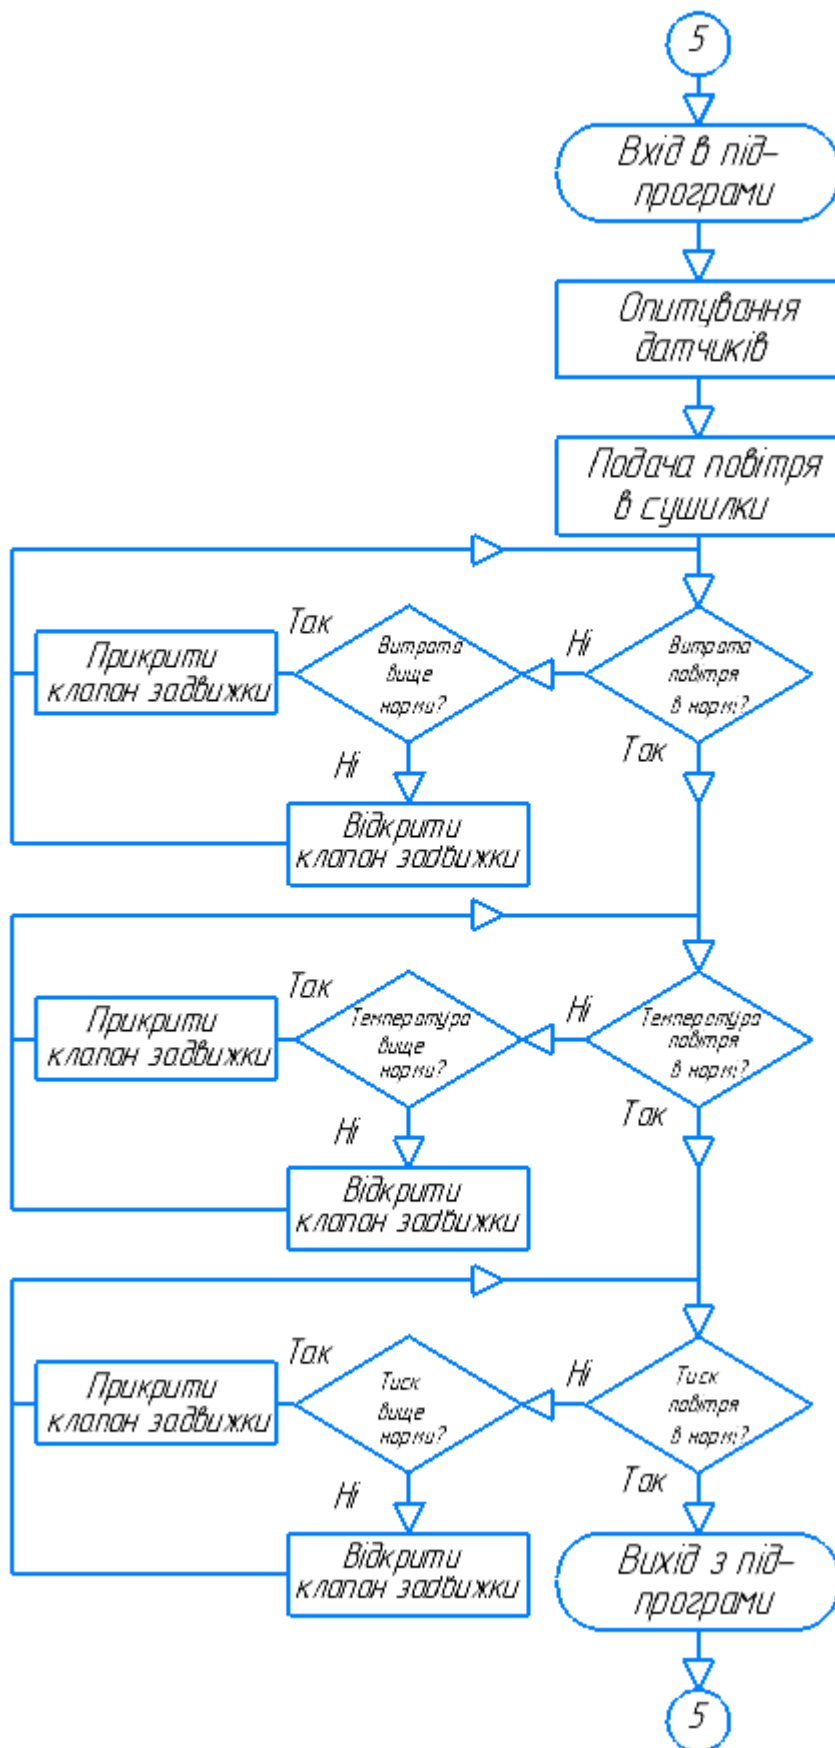 5
Вхід в під-
програми
Опитування
датчиків
Подача повітря
в сушилки
Так
Прикрити
клапан задвижки
Витрата
вище
норми?
Ні
Витрата
повітря
в нормі?
Ні
Так
Відкрити
клапан задвижки
Так
Прикрити
клапан задвижки
Температура
вище
норми?
Ні
Температура
повітря
в нормі?
Ні
Так
Відкрити
клапан задвижки
Так
Прикрити
клапан задвижки
Тиск
вище
норми?
Ні
Тиск
повітря
в нормі?
Ні
Так
Відкрити
клапан задвижки
Вихід з під-
програми
5